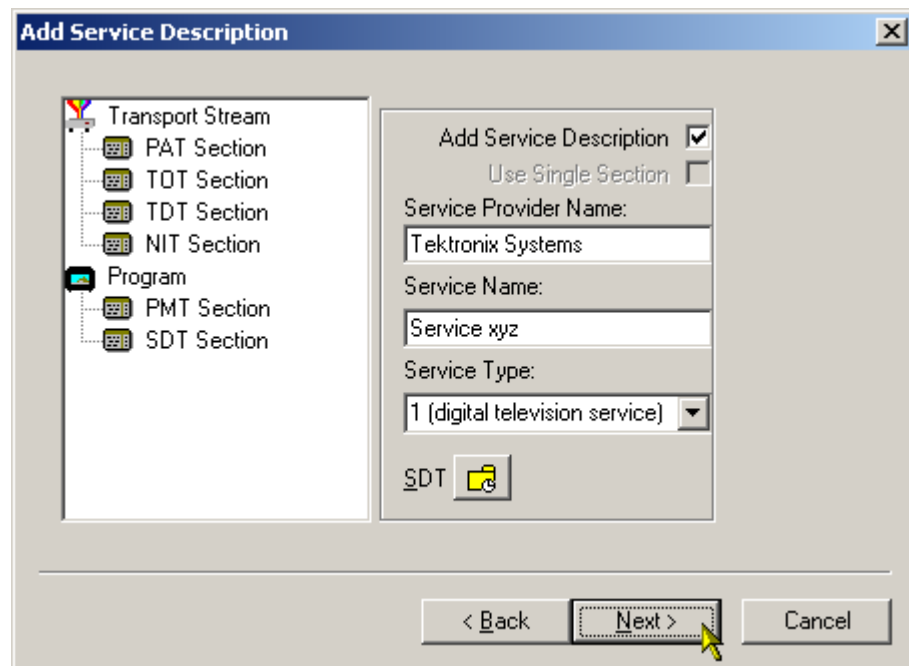 Add Service Description
Transport Stream
PAT Section
TOT Section
TDT Section
NIT Section
Program
PMT Section
SDT Section
Add Service Description
Use Single Section
Service Provider Name:
Tektronix Systems
Service Name:
Service xyz
Service Type:
1 (digital television service)
SDT
< Back
Next >
Cancel